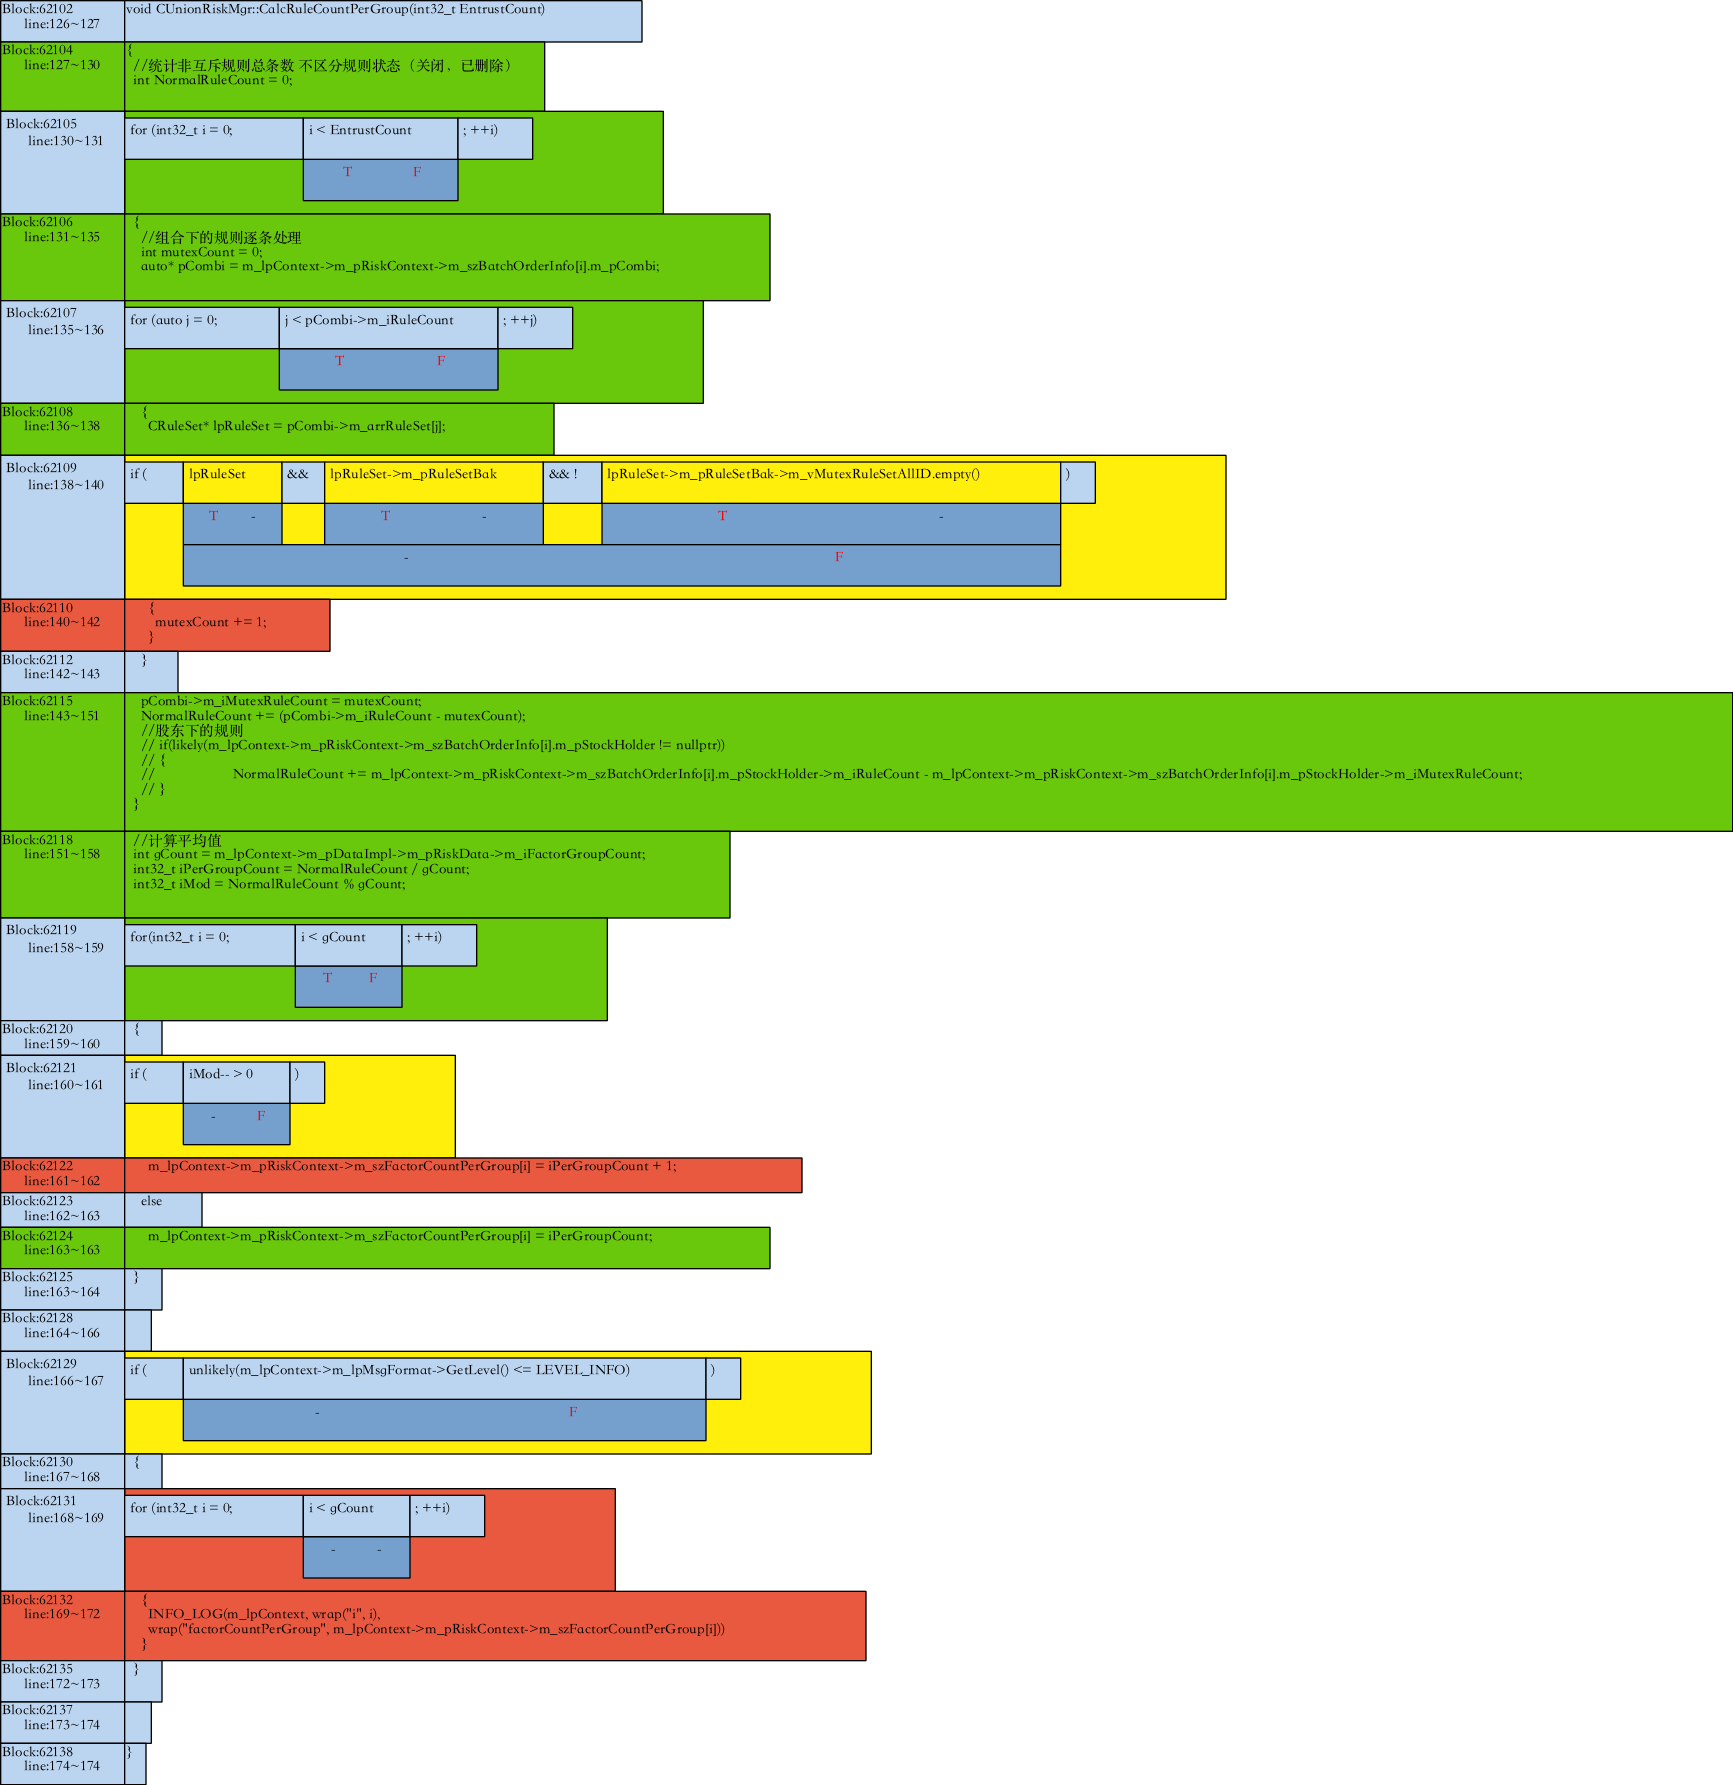 Block:62102
line:126~127
void CUnionRiskMgr::CalcRuleCountPerGroup(int32_t EntrustCount)
Block:62104
line:127~130
{
//统计非互斥规则总条数 不区分规则状态（关闭，已删除）
int NormalRuleCount = 0;
Block:62105
line:130~131
for (int32_t i = 0; i < EntrustCount ; ++i)
T F
Block:62106
line:131~135
{
//组合下的规则逐条处理
int mutexCount = 0;
auto* pCombi = m_lpContext->m_pRiskContext->m_szBatchOrderInfo[i].m_pCombi;
Block:62107
line:135~136
for (auto j = 0; j < pCombi->m_iRuleCount ; ++j)
T F
Block:62108
line:136~138
{
CRuleSet* lpRuleSet = pCombi->m_arrRuleSet[j];
Block:62109
line:138~140
if ( lpRuleSet && lpRuleSet->m_pRuleSetBak && ! lpRuleSet->m_pRuleSetBak->m_vMutexRuleSetAllID.empty() )
T - T - T -
- F
Block:62110
line:140~142
{
mutexCount += 1;
}
Block:62112
line:142~143
}
Block:62115
line:143~151
pCombi->m_iMutexRuleCount = mutexCount;
NormalRuleCount += (pCombi->m_iRuleCount - mutexCount);
//股东下的规则
// if(likely(m_lpContext->m_pRiskContext->m_szBatchOrderInfo[i].m_pStockHolder != nullptr))
// {
// NormalRuleCount += m_lpContext->m_pRiskContext->m_szBatchOrderInfo[i].m_pStockHolder->m_iRuleCount - m_lpContext->m_pRiskContext->m_szBatchOrderInfo[i].m_pStockHolder->m_iMutexRuleCount;
// }
}
Block:62118
line:151~158
//计算平均值
int gCount = m_lpContext->m_pDataImpl->m_pRiskData->m_iFactorGroupCount;
int32_t iPerGroupCount = NormalRuleCount / gCount;
int32_t iMod = NormalRuleCount % gCount;
Block:62119
line:158~159
for(int32_t i = 0; i < gCount ; ++i)
T F
Block:62120
line:159~160
{
Block:62121
line:160~161
if ( iMod-- > 0 )
- F
Block:62122
line:161~162
m_lpContext->m_pRiskContext->m_szFactorCountPerGroup[i] = iPerGroupCount + 1;
Block:62123
line:162~163
else
Block:62124
line:163~163
m_lpContext->m_pRiskContext->m_szFactorCountPerGroup[i] = iPerGroupCount;
Block:62125
line:163~164
}
Block:62128
line:164~166
Block:62129
line:166~167
if ( unlikely(m_lpContext->m_lpMsgFormat->GetLevel() <= LEVEL_INFO) )
- F
Block:62130
line:167~168
{
Block:62131
line:168~169
for (int32_t i = 0; i < gCount ; ++i)
- -
Block:62132
line:169~172
{
INFO_LOG(m_lpContext, wrap("i", i),
wrap("factorCountPerGroup", m_lpContext->m_pRiskContext->m_szFactorCountPerGroup[i]))
}
Block:62135
line:172~173
}
Block:62137
line:173~174
Block:62138
line:174~174
}